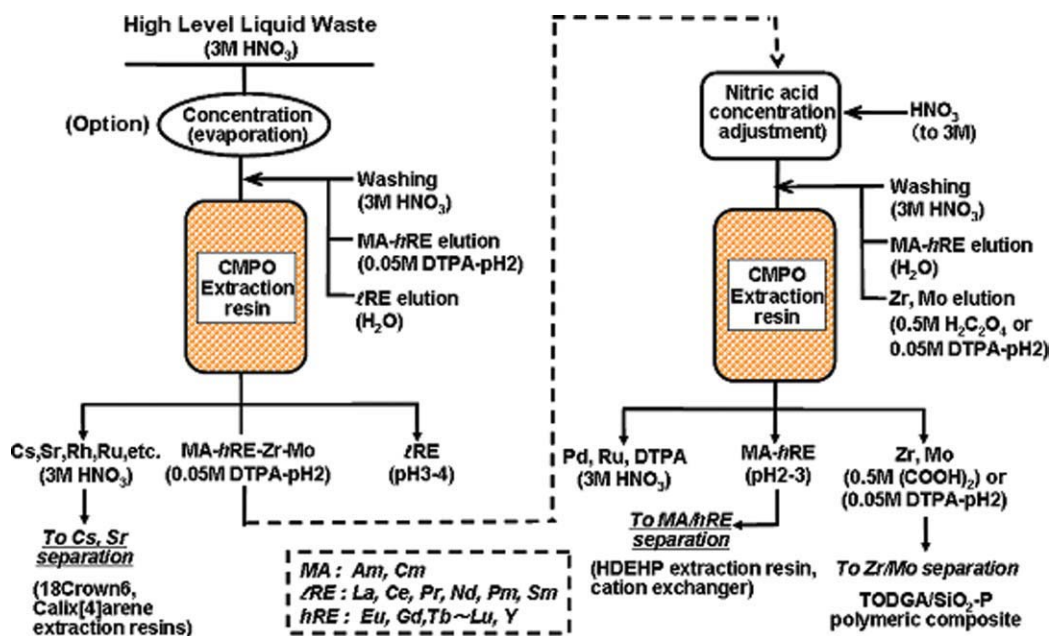 High Level Liquid Waste
(3M HNO₃)
(Option)
Concentration
(evaporation)
Washing
(3M HNO₃)
MA-hRE elution
(0.05M DTPA-pH2)
ℓRE elution
(H₂O)
CMPO
Extraction
resin
Cs,Sr,Rh,Ru,etc.
(3M HNO₃)
MA-hRE-Zr-Mo
(0.05M DTPA-pH2)
ℓRE
(pH3-4)
To Cs, Sr
separation
(18Crown6,
Calix[4]arene
extraction resins)
MA : Am, Cm
ℓRE : La, Ce, Pr, Nd, Pm, Sm
hRE : Eu, Gd,Tb~Lu, Y
Nitric acid
concentration
adjustment)
HNO₃
(to 3M)
Washing
(3M HNO₃)
MA-hRE elution
(H₂O)
Zr, Mo elution
(0.5M H₂C₂O₄ or
0.05M DTPA-pH2)
CMPO
Extraction
resin
Pd, Ru, DTPA
(3M HNO₃)
MA-hRE
(pH2-3)
Zr, Mo
(0.5M (COOH)₂) or
(0.05M DTPA-pH2)
To MA/hRE
separation
(HDEHP extraction resin,
cation exchanger)
To Zr/Mo separation
TODGA/SiO₂-P
polymeric composite